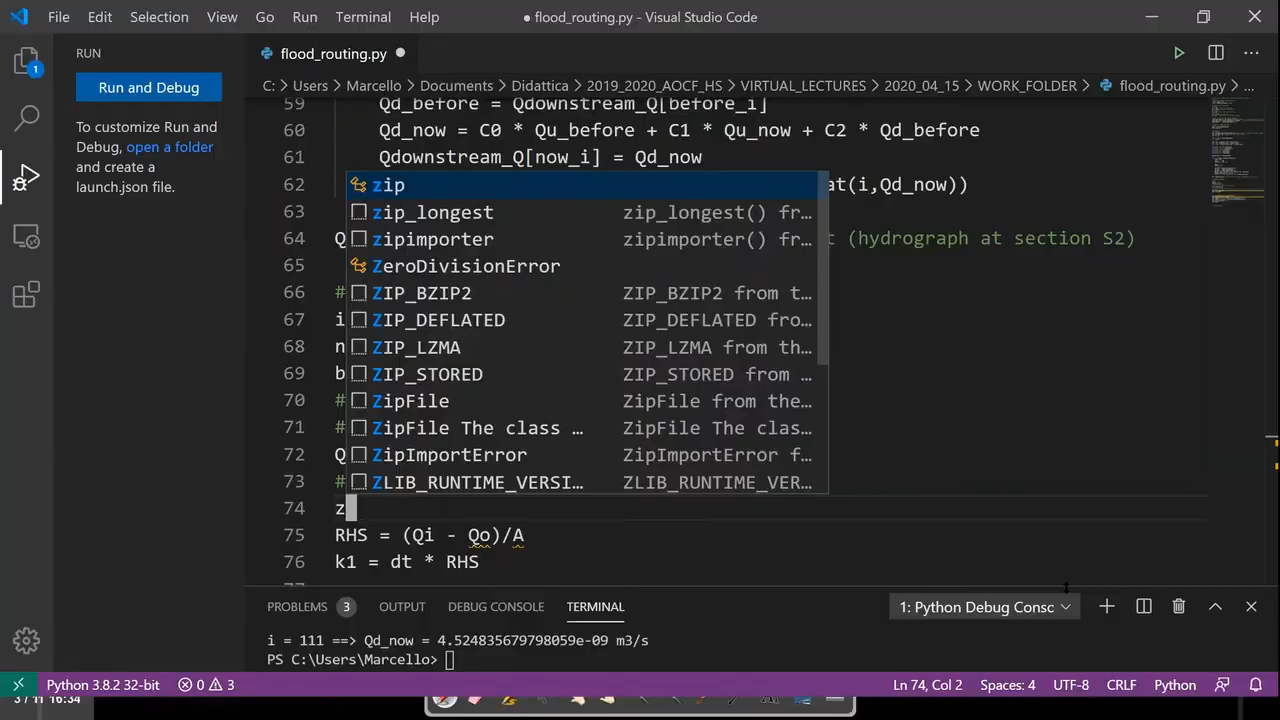 File Edit Selection View Go Run Terminal Help
● flood_routing.py - Visual Studio Code
RUN
flood_routing.py
1
Run and Debug
C: > Users > Marcello > Documents > Didattica > 2019_2020_AOCF_HS > VIRTUAL_LECTURES > 2020_04_15 > WORK_FOLDER > flood_routing.py > ...
To customize Run and
Debug, open a folder
and create a
launch.json file.
59 Qd_before = Qdownstream_Q[before_i]
60 Qd_now = C0 * Qu_before + C1 * Qu_now + C2 * Qd_before
61 Qdownstream_Q[now_i] = Qd_now
62 at(i,Qd_now))
zip
63
zip_longest zip_longest() fr...
64 Q t (hydrograph at section S2)
zipimporter zipimporter() fr...
65
ZeroDivisionError
66 #
ZIP_BZIP2 ZIP_BZIP2 from t...
67 i
ZIP_DEFLATED ZIP_DEFLATED fro...
68 n
ZIP_LZMA ZIP_LZMA from th...
69 b
ZIP_STORED ZIP_STORED from ...
70 #
ZipFile ZipFile from the...
71 #
ZipFile The class ... ZipFile The clas...
72 Q
ZipImportError ZipImportError f...
73 #
ZLIB_RUNTIME_VERSI... ZLIB_RUNTIME_VER...
74 z
75 RHS = (Qi - Qo)/A
76 k1 = dt * RHS
77
PROBLEMS 3 OUTPUT DEBUG CONSOLE TERMINAL 1: Python Debug Consc
i = 111 ==> Qd_now = 4.524835679798059e-09 m3/s
PS C:\Users\Marcello>
Python 3.8.2 32-bit 0 3 Ln 74, Col 2 Spaces: 4 UTF-8 CRLF Python
3 / 11 16:34